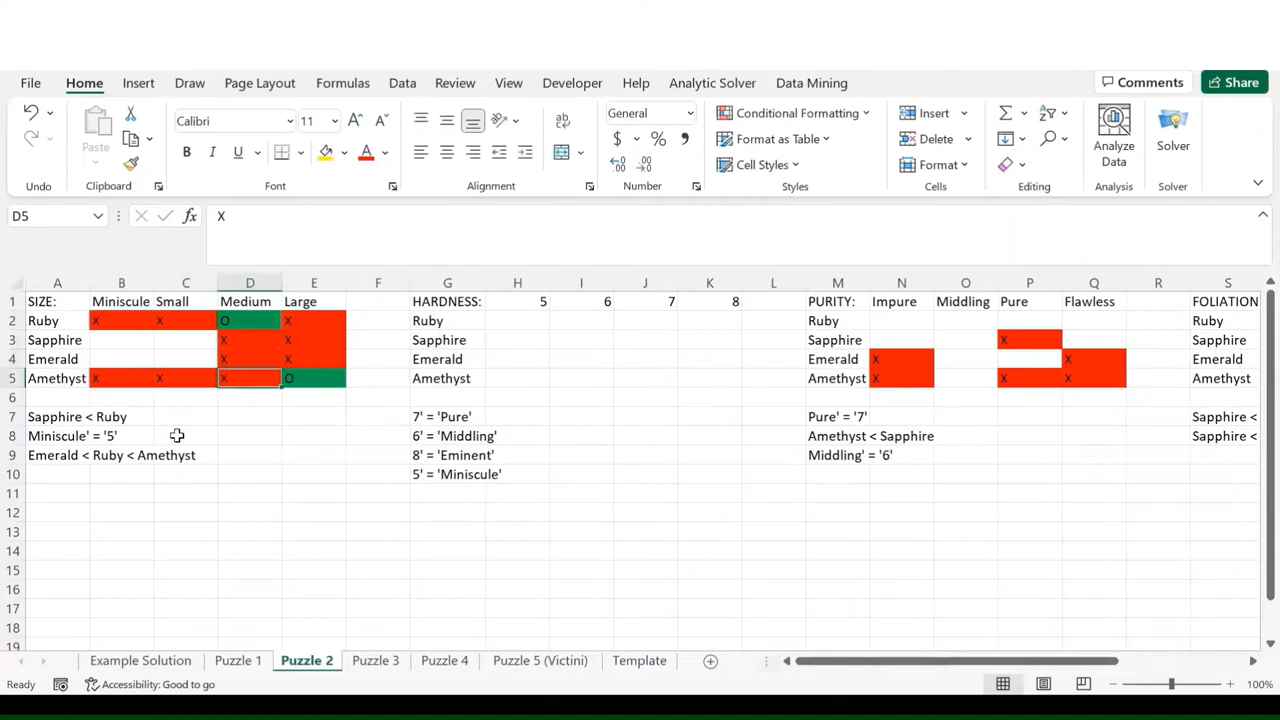 File Home Insert Draw Page Layout Formulas Data Review View Developer Help Analytic Solver Data Mining Comments Share
Calibri 11 A A ab General Conditional Formatting Insert
Paste B I U A $ % Format as Table Delete Analyze Data Solver
Cell Styles Format
Undo Clipboard Font Alignment Number Styles Cells Editing Analysis Solver
D5 fx X
A B C D E F G H I J K L M N O P Q R S
1 SIZE: Miniscule Small Medium Large HARDNESS: 5 6 7 8 PURITY: Impure Middling Pure Flawless FOLIATION
2 Ruby X X O X Ruby Ruby Ruby
3 Sapphire X X Sapphire Sapphire X Sapphire
4 Emerald X X Emerald Emerald X X Emerald
5 Amethyst X X X O Amethyst Amethyst X X X Amethyst
6
7 Sapphire < Ruby 7' = 'Pure' Pure' = '7' Sapphire <
8 Miniscule' = '5' 6' = 'Middling' Amethyst < Sapphire Sapphire <
9 Emerald < Ruby < Amethyst 8' = 'Eminent' Middling' = '6'
10 5' = 'Miniscule'
11
12
13
14
15
16
17
18
19
Example Solution Puzzle 1 Puzzle 2 Puzzle 3 Puzzle 4 Puzzle 5 (Victini) Template
Ready Accessibility: Good to go 100%